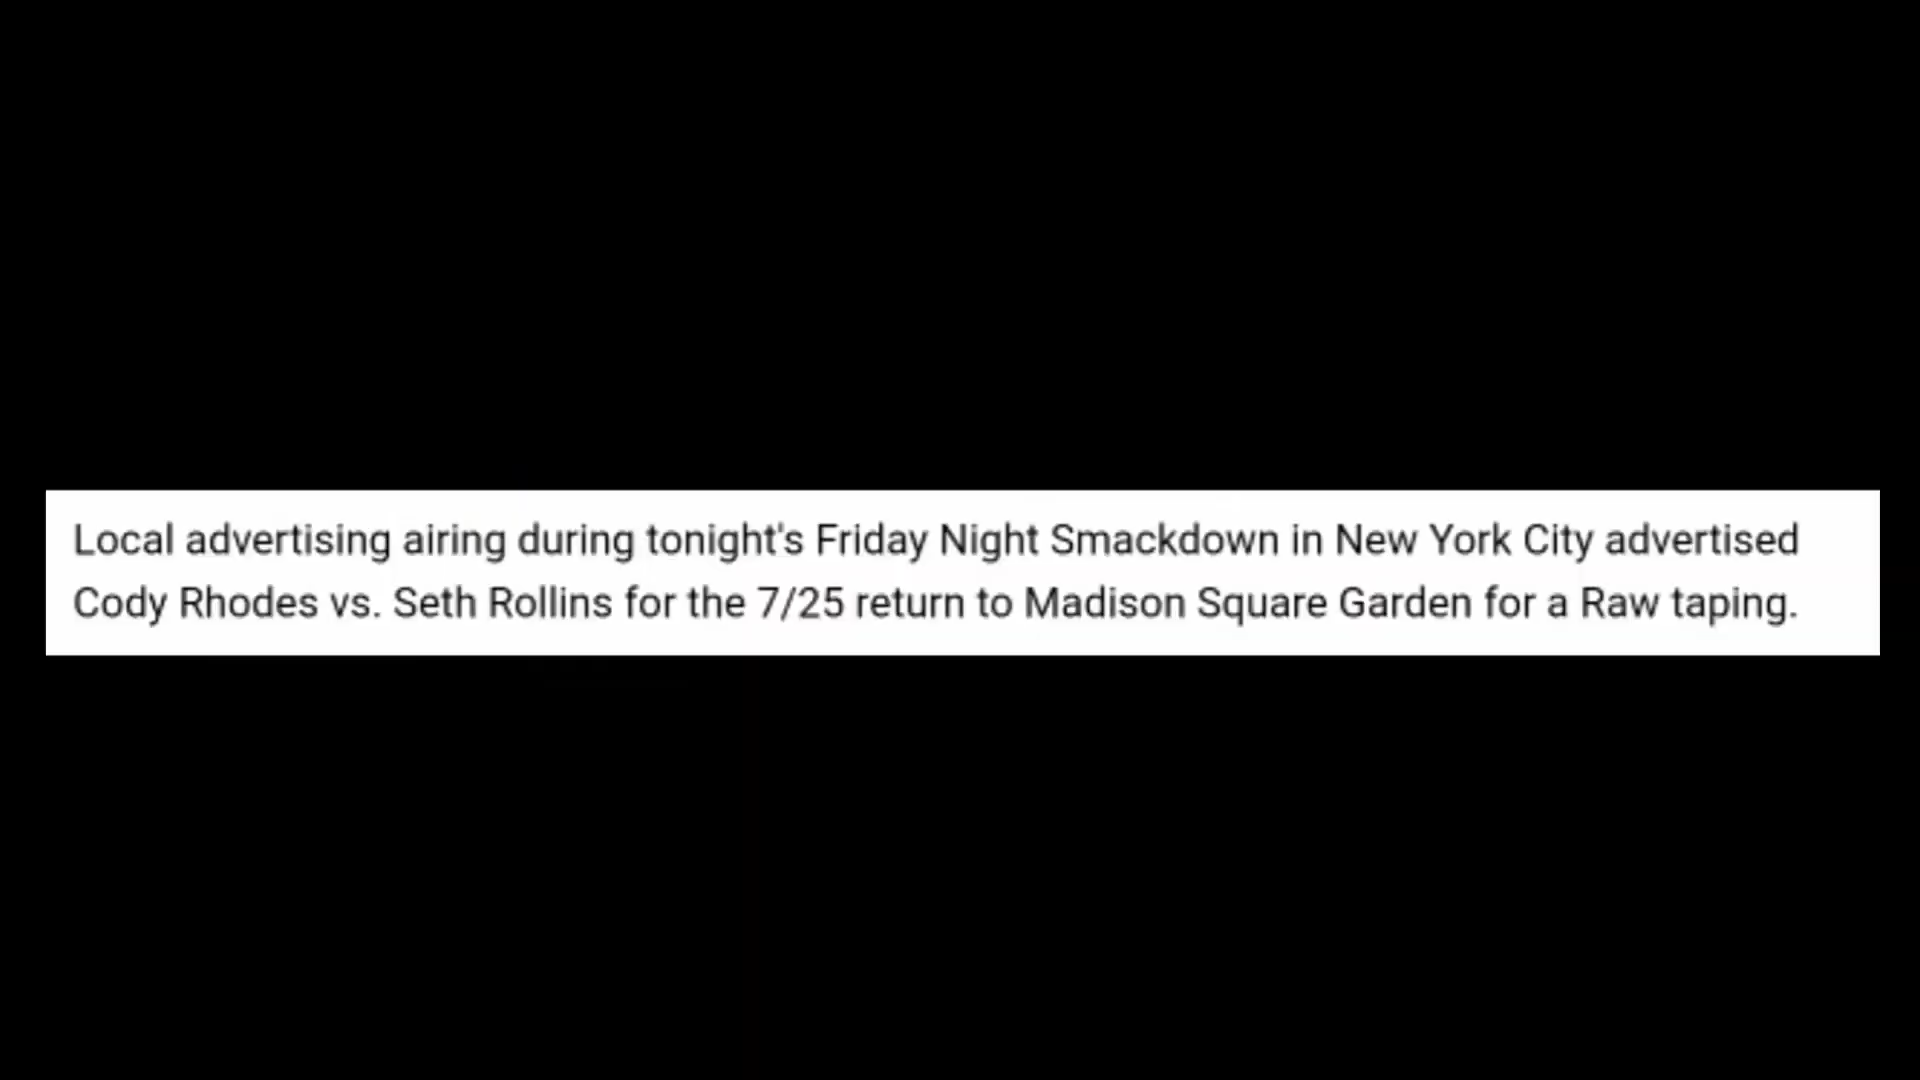 Local advertising airing during tonight's Friday Night Smackdown in New York City advertised
Cody Rhodes vs. Seth Rollins for the 7/25 return to Madison Square Garden for a Raw taping.